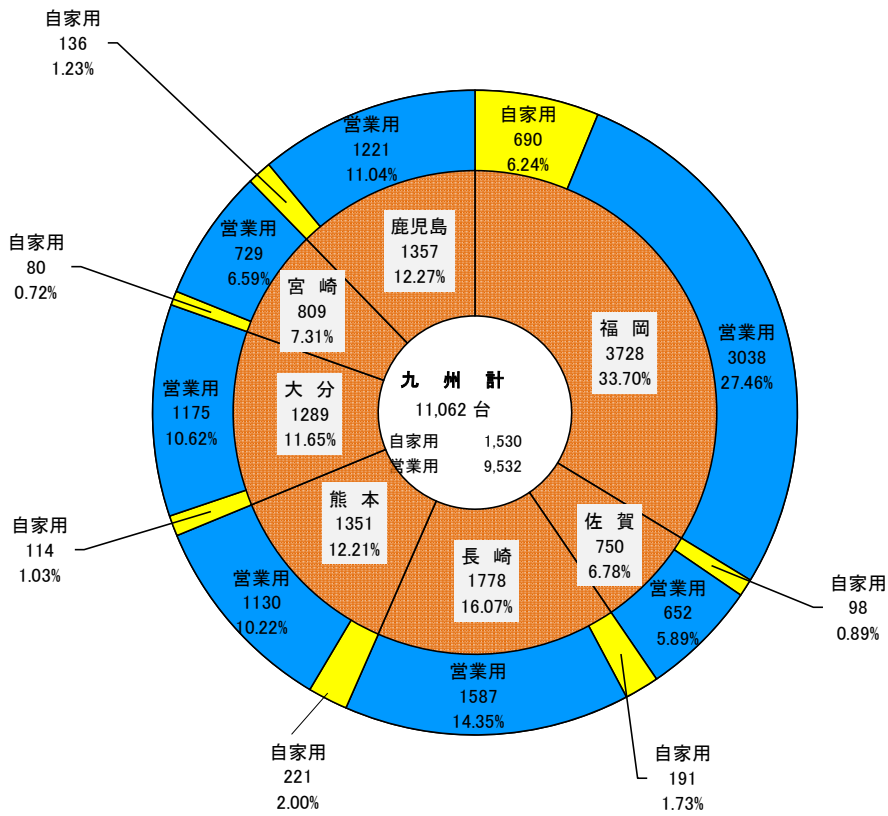 自家用
136
1.23%
営業用
1221
11.04%
自家用
690
6.24%
鹿児島
1357
12.27%
営業用
729
6.59%
自家用
80
0.72%
宮 崎
809
7.31%
福 岡
3728
33.70%
営業用
3038
27.46%
九 州 計
11,062 台
自家用 1,530
営業用 9,532
営業用
1175
10.62%
大 分
1289
11.65%
熊 本
1351
12.21%
佐 賀
750
6.78%
長 崎
1778
16.07%
自家用
114
1.03%
営業用
1130
10.22%
営業用
652
5.89%
自家用
98
0.89%
営業用
1587
14.35%
自家用
221
2.00%
自家用
191
1.73%